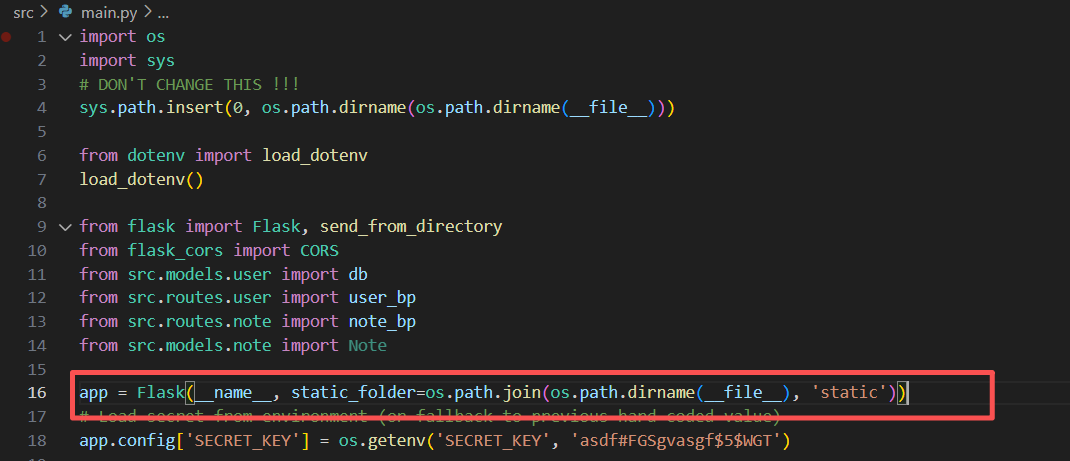 src > main.py > ...
1 import os
2 import sys
3 # DON'T CHANGE THIS !!!
4 sys.path.insert(0, os.path.dirname(os.path.dirname(__file__)))
5
6 from dotenv import load_dotenv
7 load_dotenv()
8
9 from flask import Flask, send_from_directory
10 from flask_cors import CORS
11 from src.models.user import db
12 from src.routes.user import user_bp
13 from src.routes.note import note_bp
14 from src.models.note import Note
15
16 app = Flask(__name__, static_folder=os.path.join(os.path.dirname(__file__), 'static'))
17 # Load secret from environment (or fallback to previous hard-coded value)
18 app.config['SECRET_KEY'] = os.getenv('SECRET_KEY', 'asdf#FGSgvasgf$5$WGT')